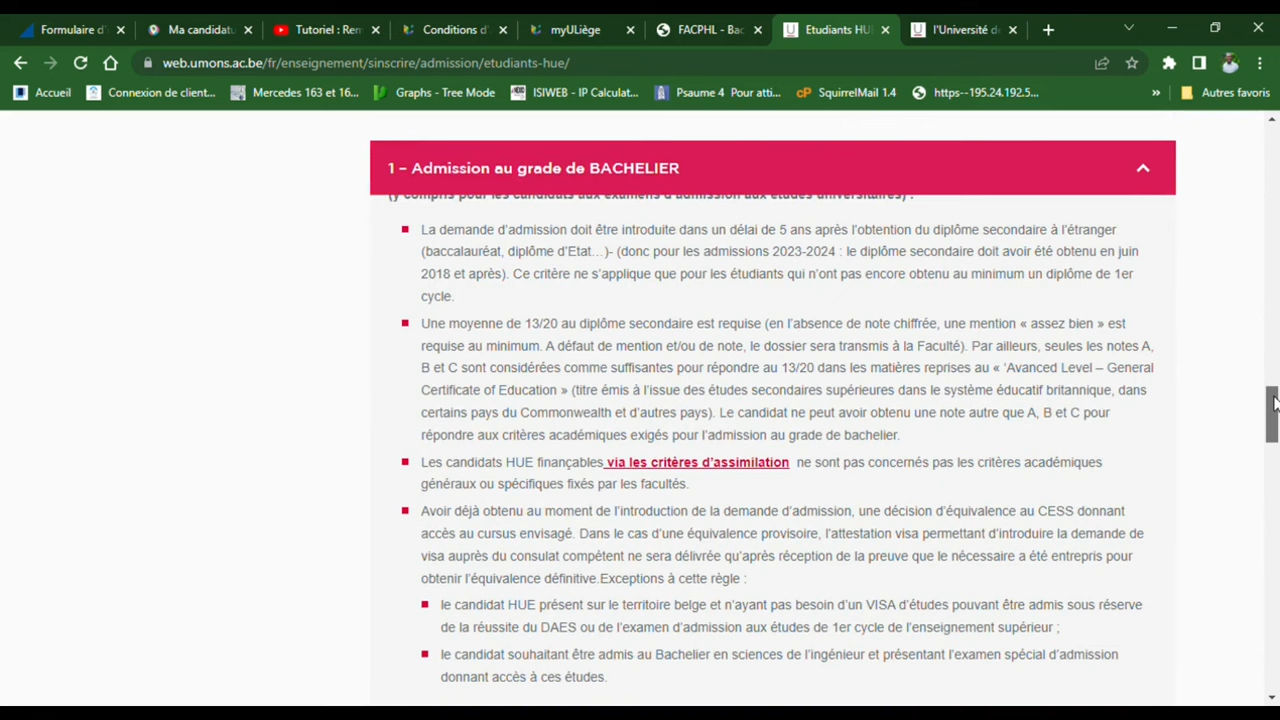 Formulaire d'
Ma candidatu
Tutoriel : Rem
Conditions d'
myULiège
FACPHL - Bac
Etudiants HU
l'Université de
web.umons.ac.be/fr/enseignement/sinscrire/admission/etudiants-hue/
Accueil
Connexion de client...
Mercedes 163 et 16...
Graphs - Tree Mode
ISIWEB - IP Calculat...
Psaume 4 Pour atti...
SquirrelMail 1.4
https--195.24.192.5...
»
Autres favoris
1 – Admission au grade de BACHELIER
(y compris pour les candidats aux examens d'admission aux études universitaires) :
La demande d'admission doit être introduite dans un délai de 5 ans après l'obtention du diplôme secondaire à l'étranger
(baccalauréat, diplôme d'Etat…)- (donc pour les admissions 2023-2024 : le diplôme secondaire doit avoir été obtenu en juin
2018 et après). Ce critère ne s'applique que pour les étudiants qui n'ont pas encore obtenu au minimum un diplôme de 1er
cycle.
Une moyenne de 13/20 au diplôme secondaire est requise (en l'absence de note chiffrée, une mention « assez bien » est
requise au minimum. A défaut de mention et/ou de note, le dossier sera transmis à la Faculté). Par ailleurs, seules les notes A,
B et C sont considérées comme suffisantes pour répondre au 13/20 dans les matières reprises au « 'Avanced Level – General
Certificate of Education » (titre émis à l'issue des études secondaires supérieures dans le système éducatif britannique, dans
certains pays du Commonwealth et d'autres pays). Le candidat ne peut avoir obtenu une note autre que A, B et C pour
répondre aux critères académiques exigés pour l'admission au grade de bachelier.
Les candidats HUE finançables via les critères d'assimilation ne sont pas concernés pas les critères académiques
généraux ou spécifiques fixés par les facultés.
Avoir déjà obtenu au moment de l'introduction de la demande d'admission, une décision d'équivalence au CESS donnant
accès au cursus envisagé. Dans le cas d'une équivalence provisoire, l'attestation visa permettant d'introduire la demande de
visa auprès du consulat compétent ne sera délivrée qu'après réception de la preuve que le nécessaire a été entrepris pour
obtenir l'équivalence définitive.Exceptions à cette règle :
le candidat HUE présent sur le territoire belge et n'ayant pas besoin d'un VISA d'études pouvant être admis sous réserve
de la réussite du DAES ou de l'examen d'admission aux études de 1er cycle de l'enseignement supérieur ;
le candidat souhaitant être admis au Bachelier en sciences de l'ingénieur et présentant l'examen spécial d'admission
donnant accès à ces études.